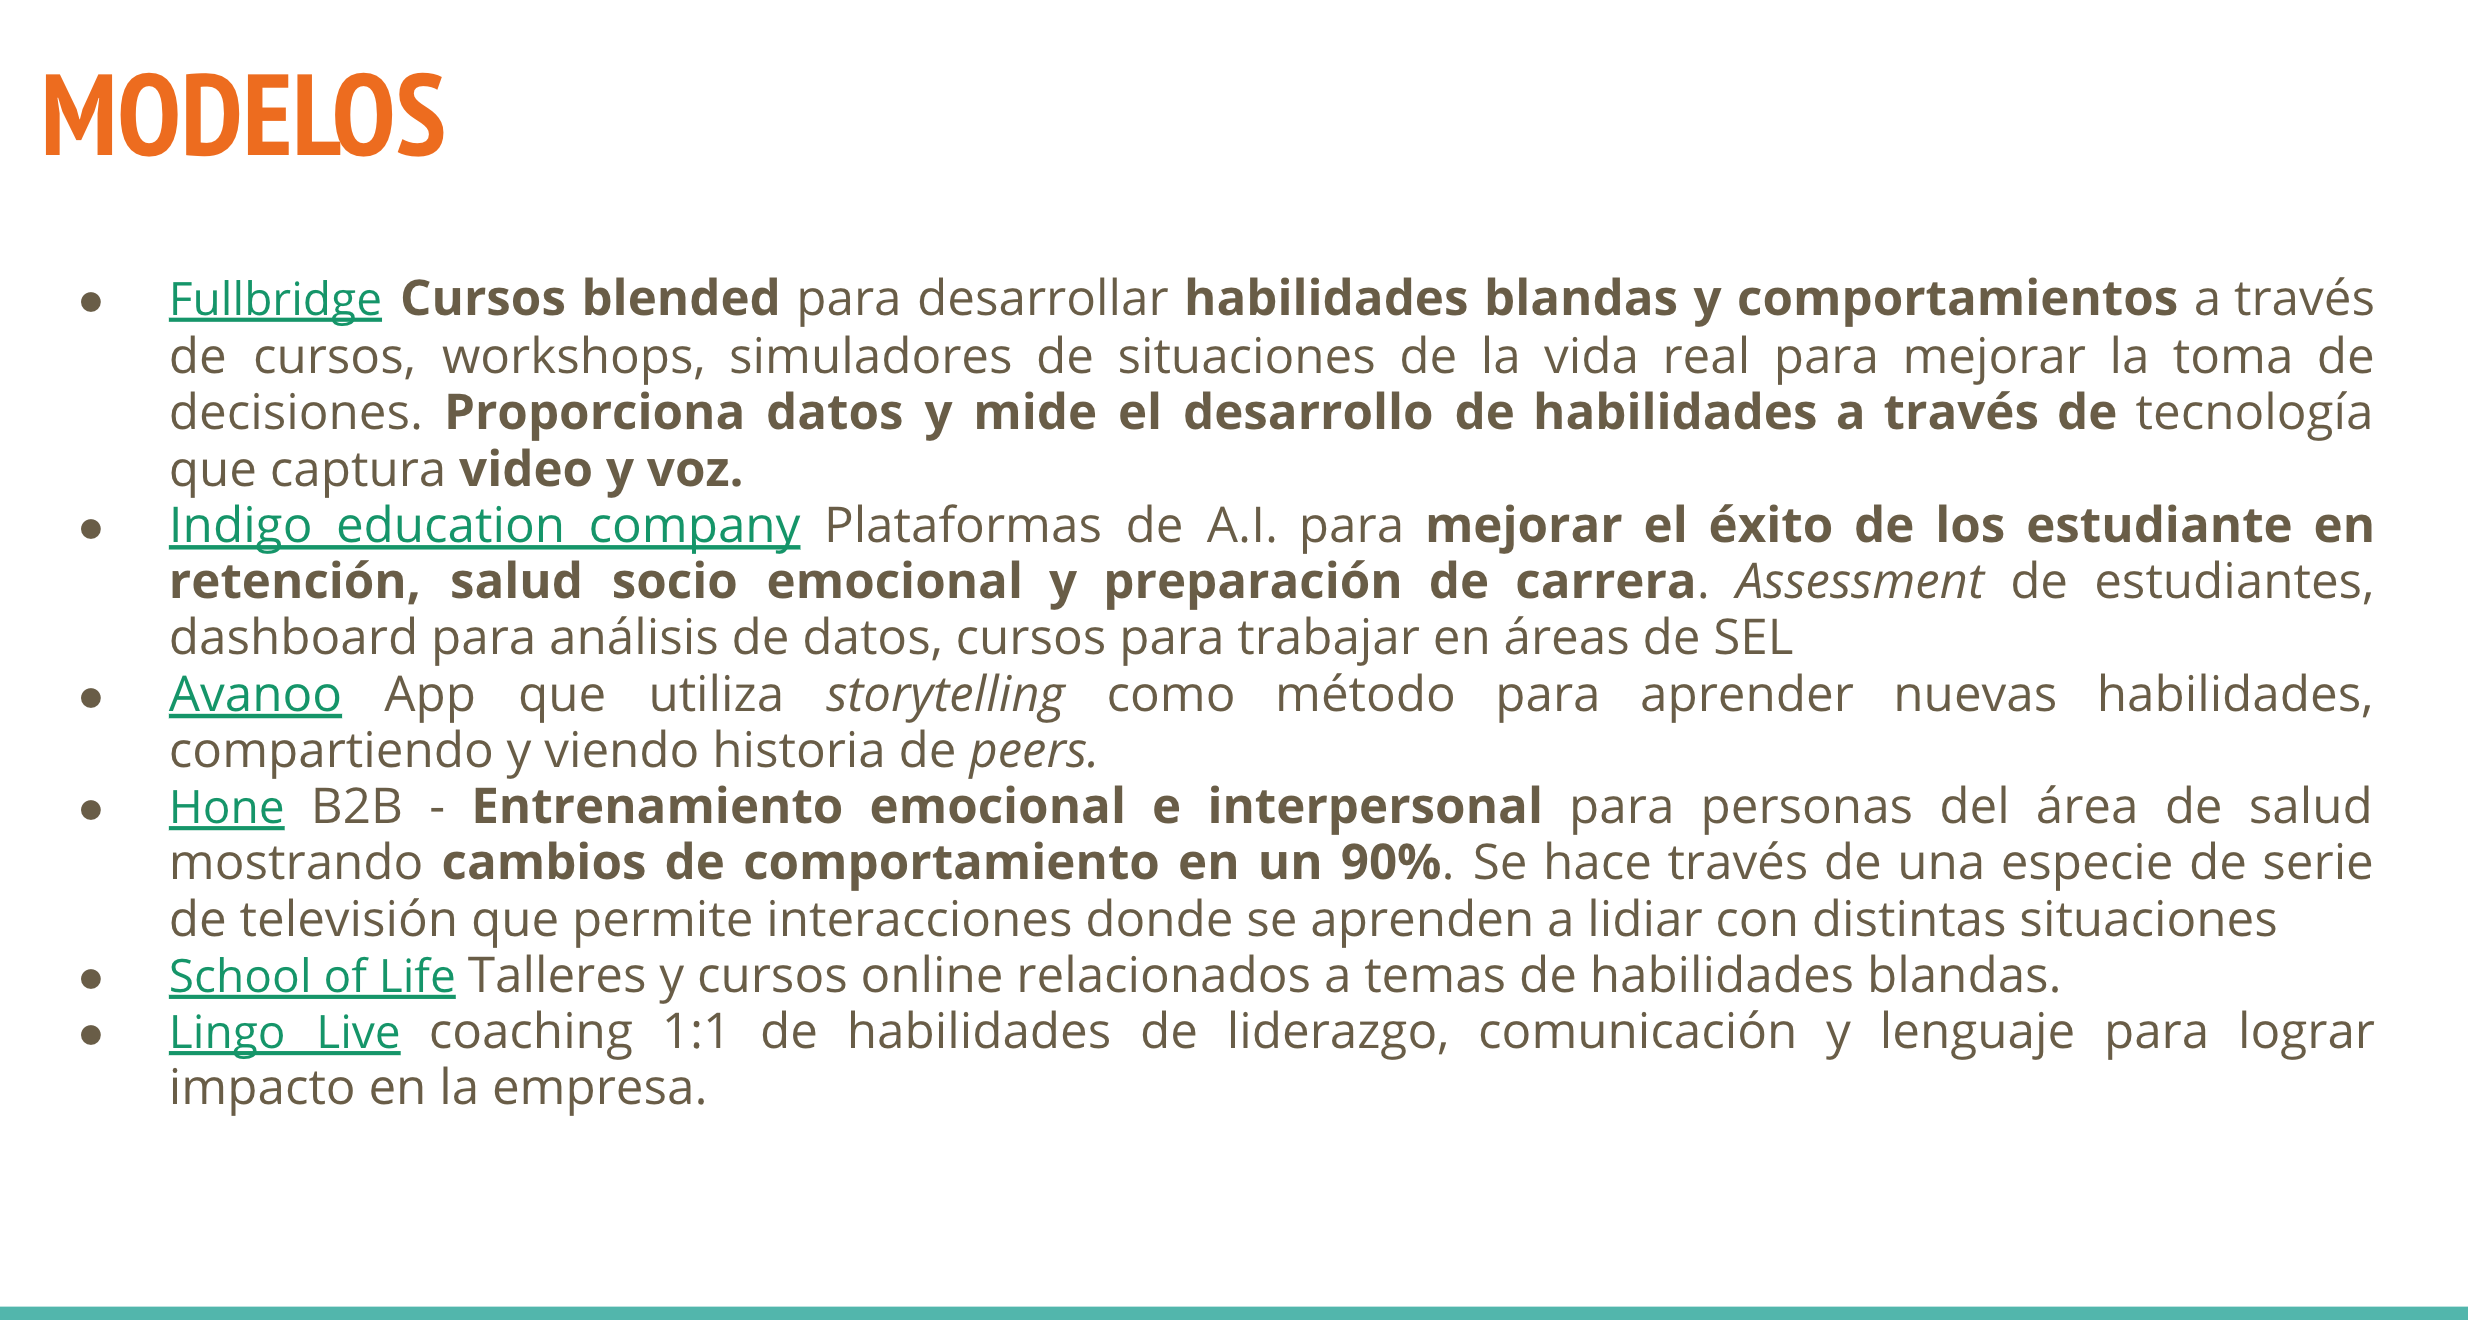 MODELOS
● Fullbridge Cursos blended para desarrollar habilidades blandas y comportamientos a través
de cursos, workshops, simuladores de situaciones de la vida real para mejorar la toma de
decisiones. Proporciona datos y mide el desarrollo de habilidades a través de tecnología
que captura video y voz.
● Indigo education company Plataformas de A.I. para mejorar el éxito de los estudiante en
retención, salud socio emocional y preparación de carrera. Assessment de estudiantes,
dashboard para análisis de datos, cursos para trabajar en áreas de SEL
● Avanoo App que utiliza storytelling como método para aprender nuevas habilidades,
compartiendo y viendo historia de peers.
● Hone B2B - Entrenamiento emocional e interpersonal para personas del área de salud
mostrando cambios de comportamiento en un 90%. Se hace través de una especie de serie
de televisión que permite interacciones donde se aprenden a lidiar con distintas situaciones
● School of Life Talleres y cursos online relacionados a temas de habilidades blandas.
● Lingo Live coaching 1:1 de habilidades de liderazgo, comunicación y lenguaje para lograr
impacto en la empresa.